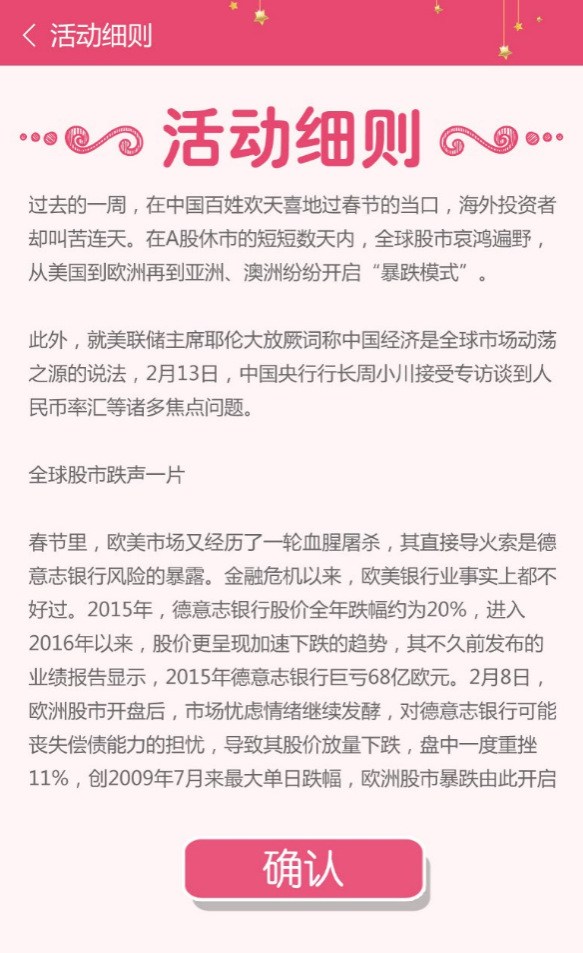 活动细则
活动细则
过去的一周，在中国百姓欢天喜地过春节的当口，海外投资者
却叫苦连天。在A股休市的短短数天内，全球股市哀鸿遍野，
从美国到欧洲再到亚洲、澳洲纷纷开启“暴跌模式”。
此外，就美联储主席耶伦大放厥词称中国经济是全球市场动荡
之源的说法，2月13日，中国央行行长周小川接受专访谈到人
民币率汇等诸多焦点问题。
全球股市跌声一片
春节里，欧美市场又经历了一轮血腥屠杀，其直接导火索是德
意志银行风险的暴露。金融危机以来，欧美银行业事实上都不
好过。2015年，德意志银行股价全年跌幅约为20%，进入
2016年以来，股价更呈现加速下跌的趋势，其不久前发布的
业绩报告显示，2015年德意志银行巨亏68亿欧元。2月8日，
欧洲股市开盘后，市场忧虑情绪继续发酵，对德意志银行可能
丧失偿债能力的担忧，导致其股价放量下跌，盘中一度重挫
11%，创2009年7月来最大单日跌幅，欧洲股市暴跌由此开启
确认